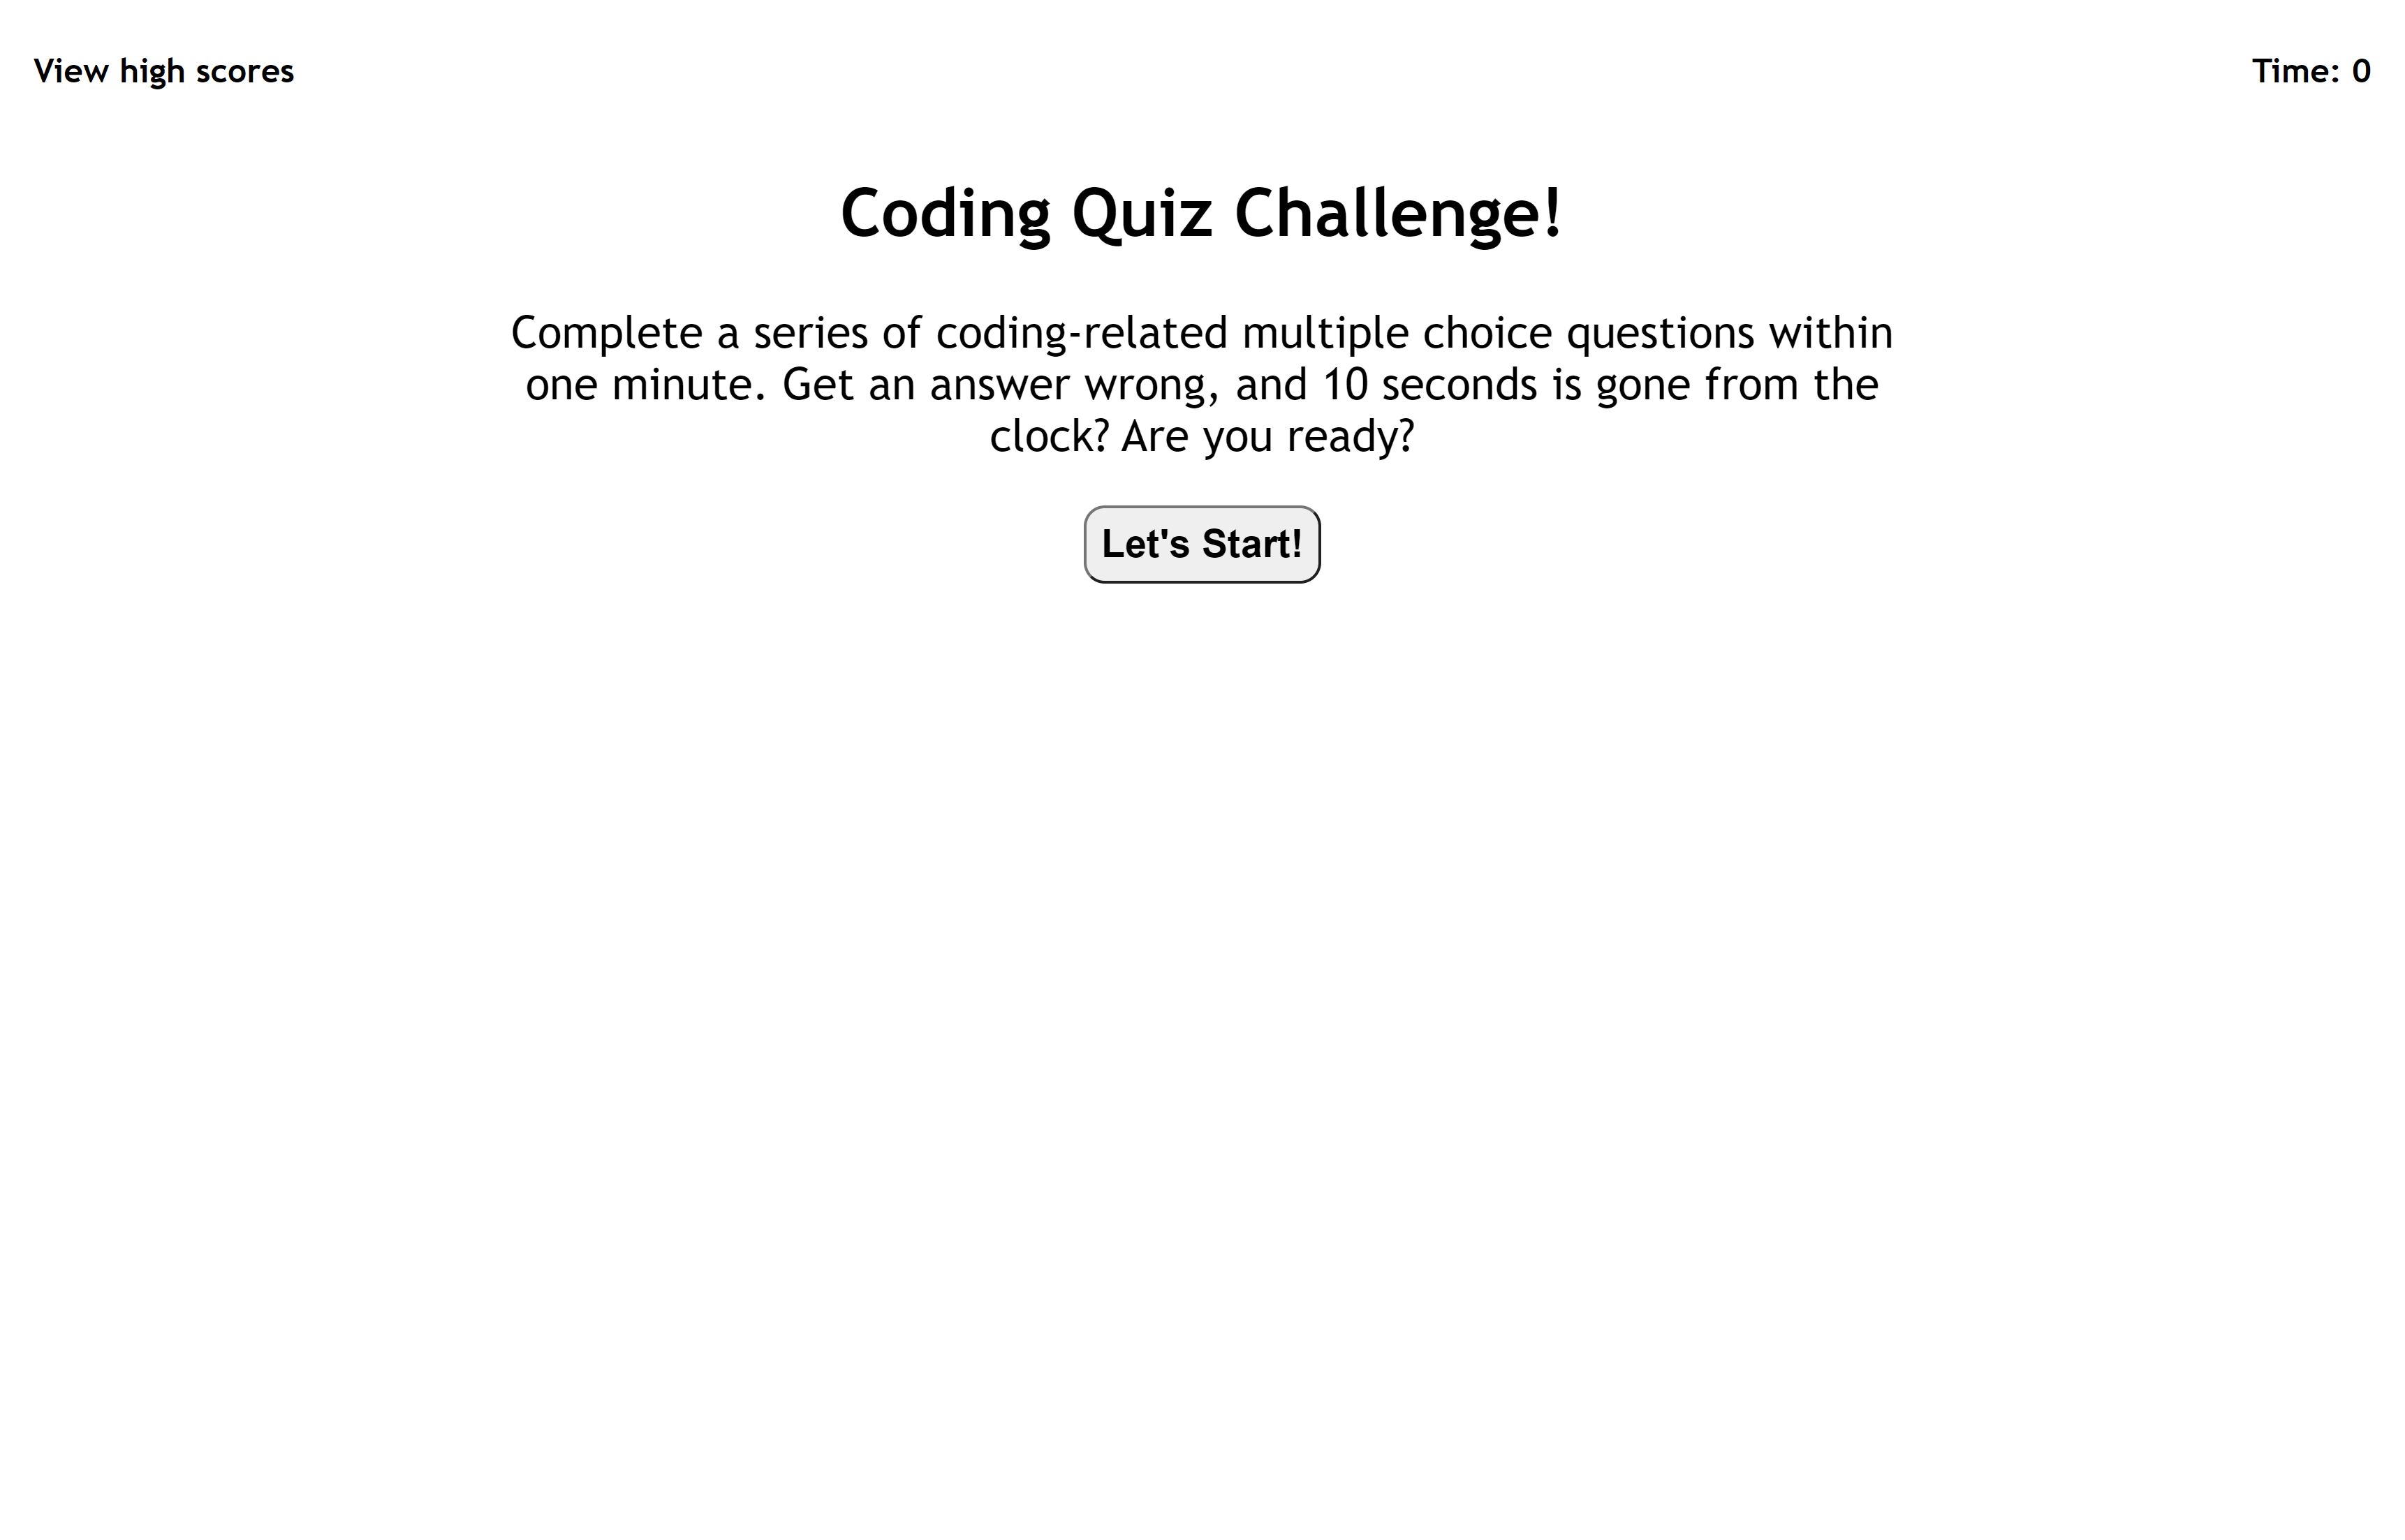 View high scores
Time: 0
Coding Quiz Challenge!
Complete a series of coding-related multiple choice questions within
one minute. Get an answer wrong, and 10 seconds is gone from the
clock? Are you ready?
Let's Start!